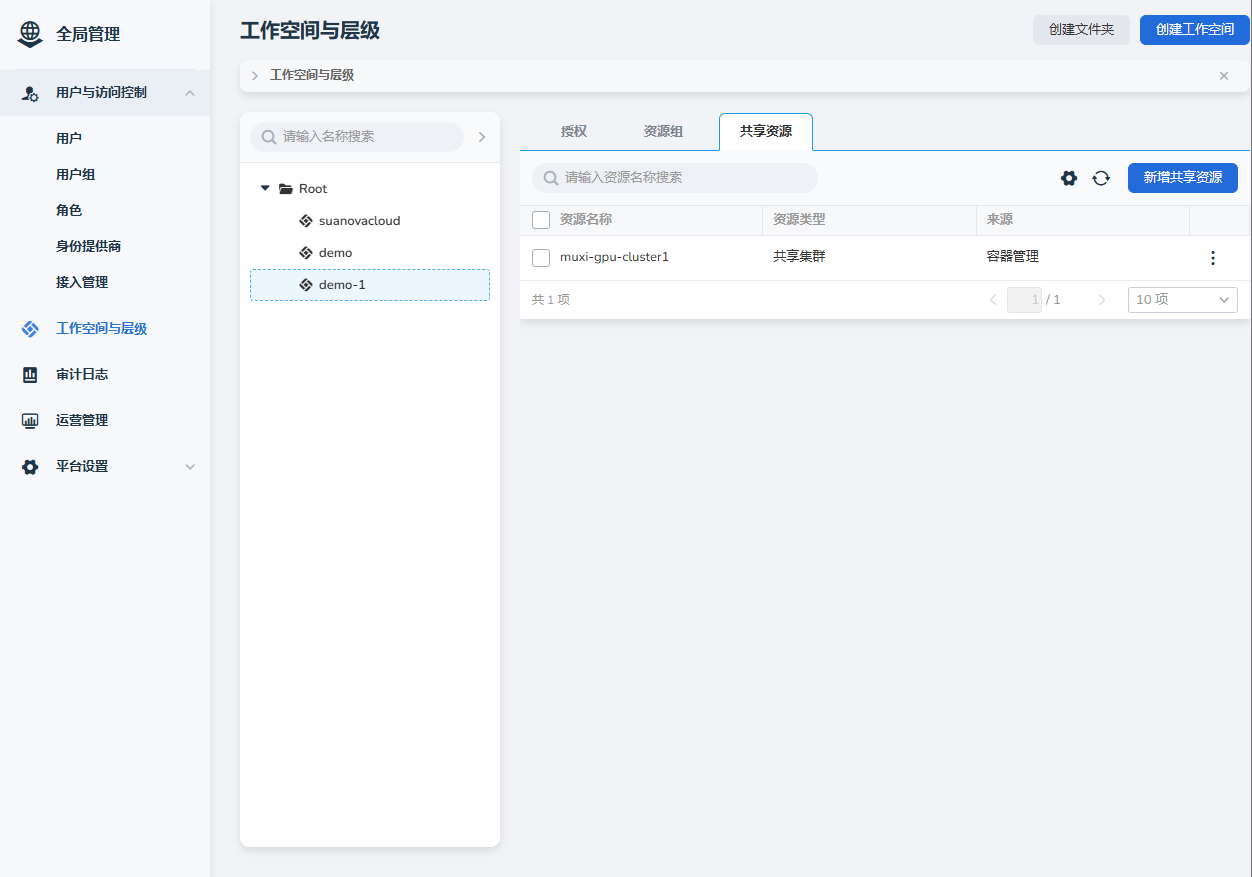 全局管理
用户与访问控制
用户
用户组
角色
身份提供商
接入管理
工作空间与层级
审计日志
运营管理
平台设置
工作空间与层级
创建文件夹
创建工作空间
工作空间与层级
请输入名称搜索
Root
suanovacloud
demo
demo-1
授权
资源组
共享资源
请输入资源名称搜索
新增共享资源
资源名称
资源类型
来源
muxi-gpu-cluster1
共享集群
容器管理
共 1 项
1 / 1
10 项